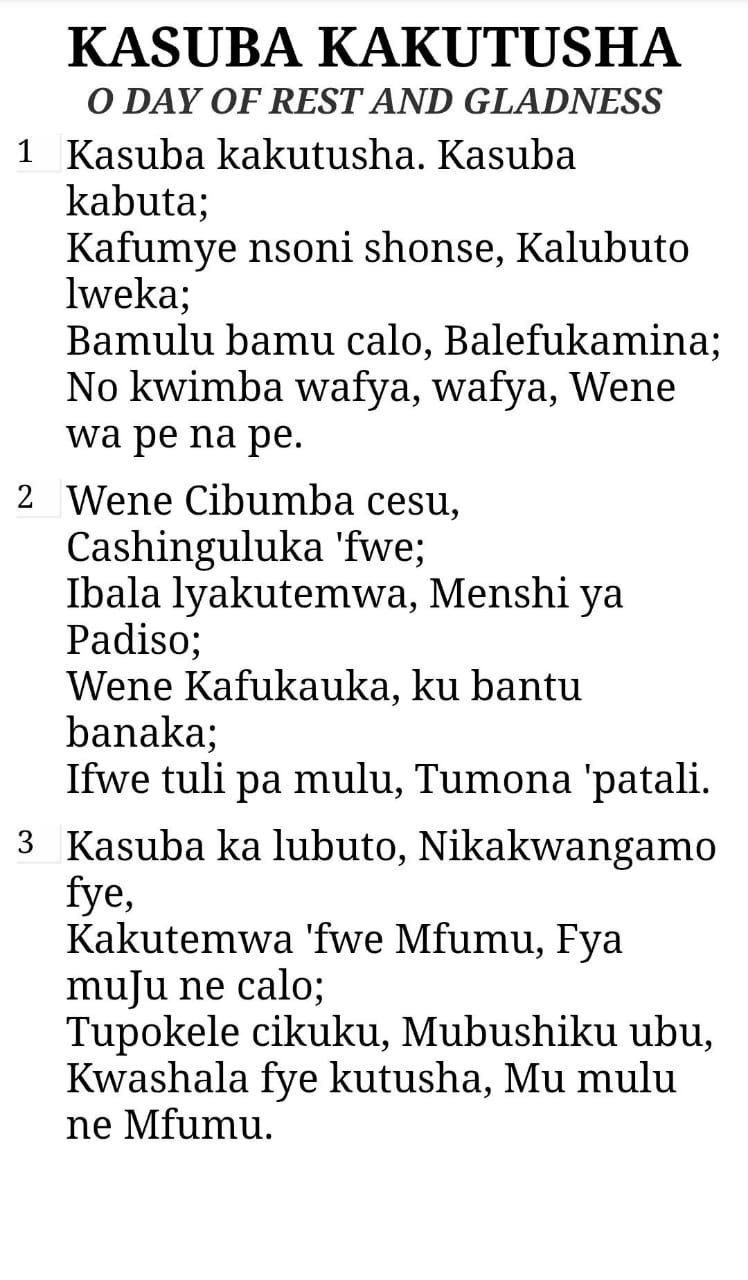 KASUBA KAKUTUSHA
O DAY OF REST AND GLADNESS
1 Kasuba kakutusha. Kasuba
kabuta;
Kafumye nsoni shonse, Kalubuto
lweka;
Bamulu bamu calo, Balefukamina;
No kwimba wafya, wafya, Wene
wa pe na pe.
2 Wene Cibumba cesu,
Cashinguluka 'fwe;
Ibala lyakutemwa, Menshi ya
Padiso;
Wene Kafukauka, ku bantu
banaka;
Ifwe tuli pa mulu, Tumona 'patali.
3 Kasuba ka lubuto, Nikakwangamo
fye,
Kakutemwa 'fwe Mfumu, Fya
muJu ne calo;
Tupokele cikuku, Mubushiku ubu,
Kwashala fye kutusha, Mu mulu
ne Mfumu.